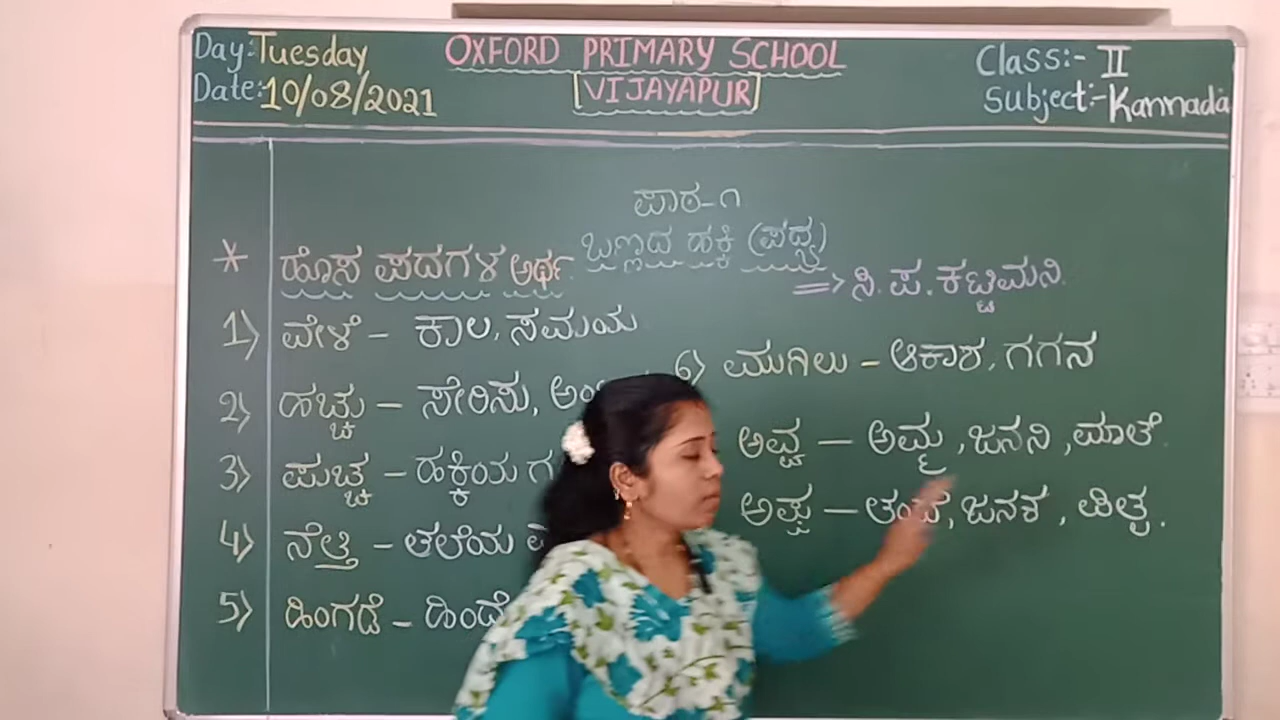 Day: Tuesday
Date: 10/08/2021
OXFORD PRIMARY SCHOOL
[VIJAYAPUR]
Class:- II
Subject:- Kannada
ಪಾಠ-೧
ಬಣ್ಣದ ಹಕ್ಕಿ (ಪದ್ಯ)
=> ಸಿ. ಪ. ಕಟ್ಟಿಮನಿ.
* ಹೊಸ ಪದಗಳ ಅರ್ಥ
1) ವೇಳೆ - ಕಾಲ, ಸಮಯ
2) ಹಚ್ಚು - ಸೇರಿಸು,
3) ಪುಚ್ಚ - ಹಕ್ಕಿಯ
4) ನೆತ್ತಿ - ತಲೆಯ
5) ಹಿಂಗಡೆ -
6) ಮುಗಿಲು - ಆಕಾಶ, ಗಗನ
ಅವ್ವ - ಅಮ್ಮ, ಜನನಿ, ಮಾತೆ.
ಅಪ್ಪ - ತಂದೆ, ಜನಕ, ಪಿತೃ.